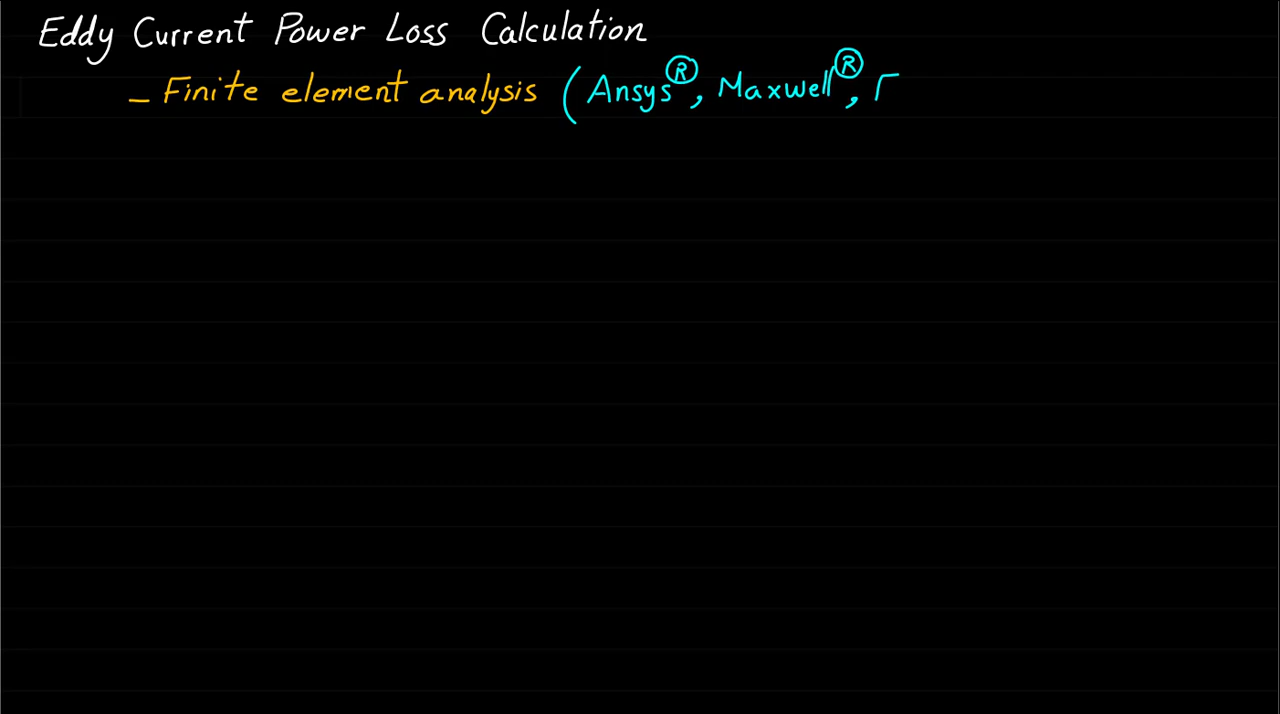 Eddy Current Power Loss Calculation
- Finite element analysis (Ansys®, Maxwell®,